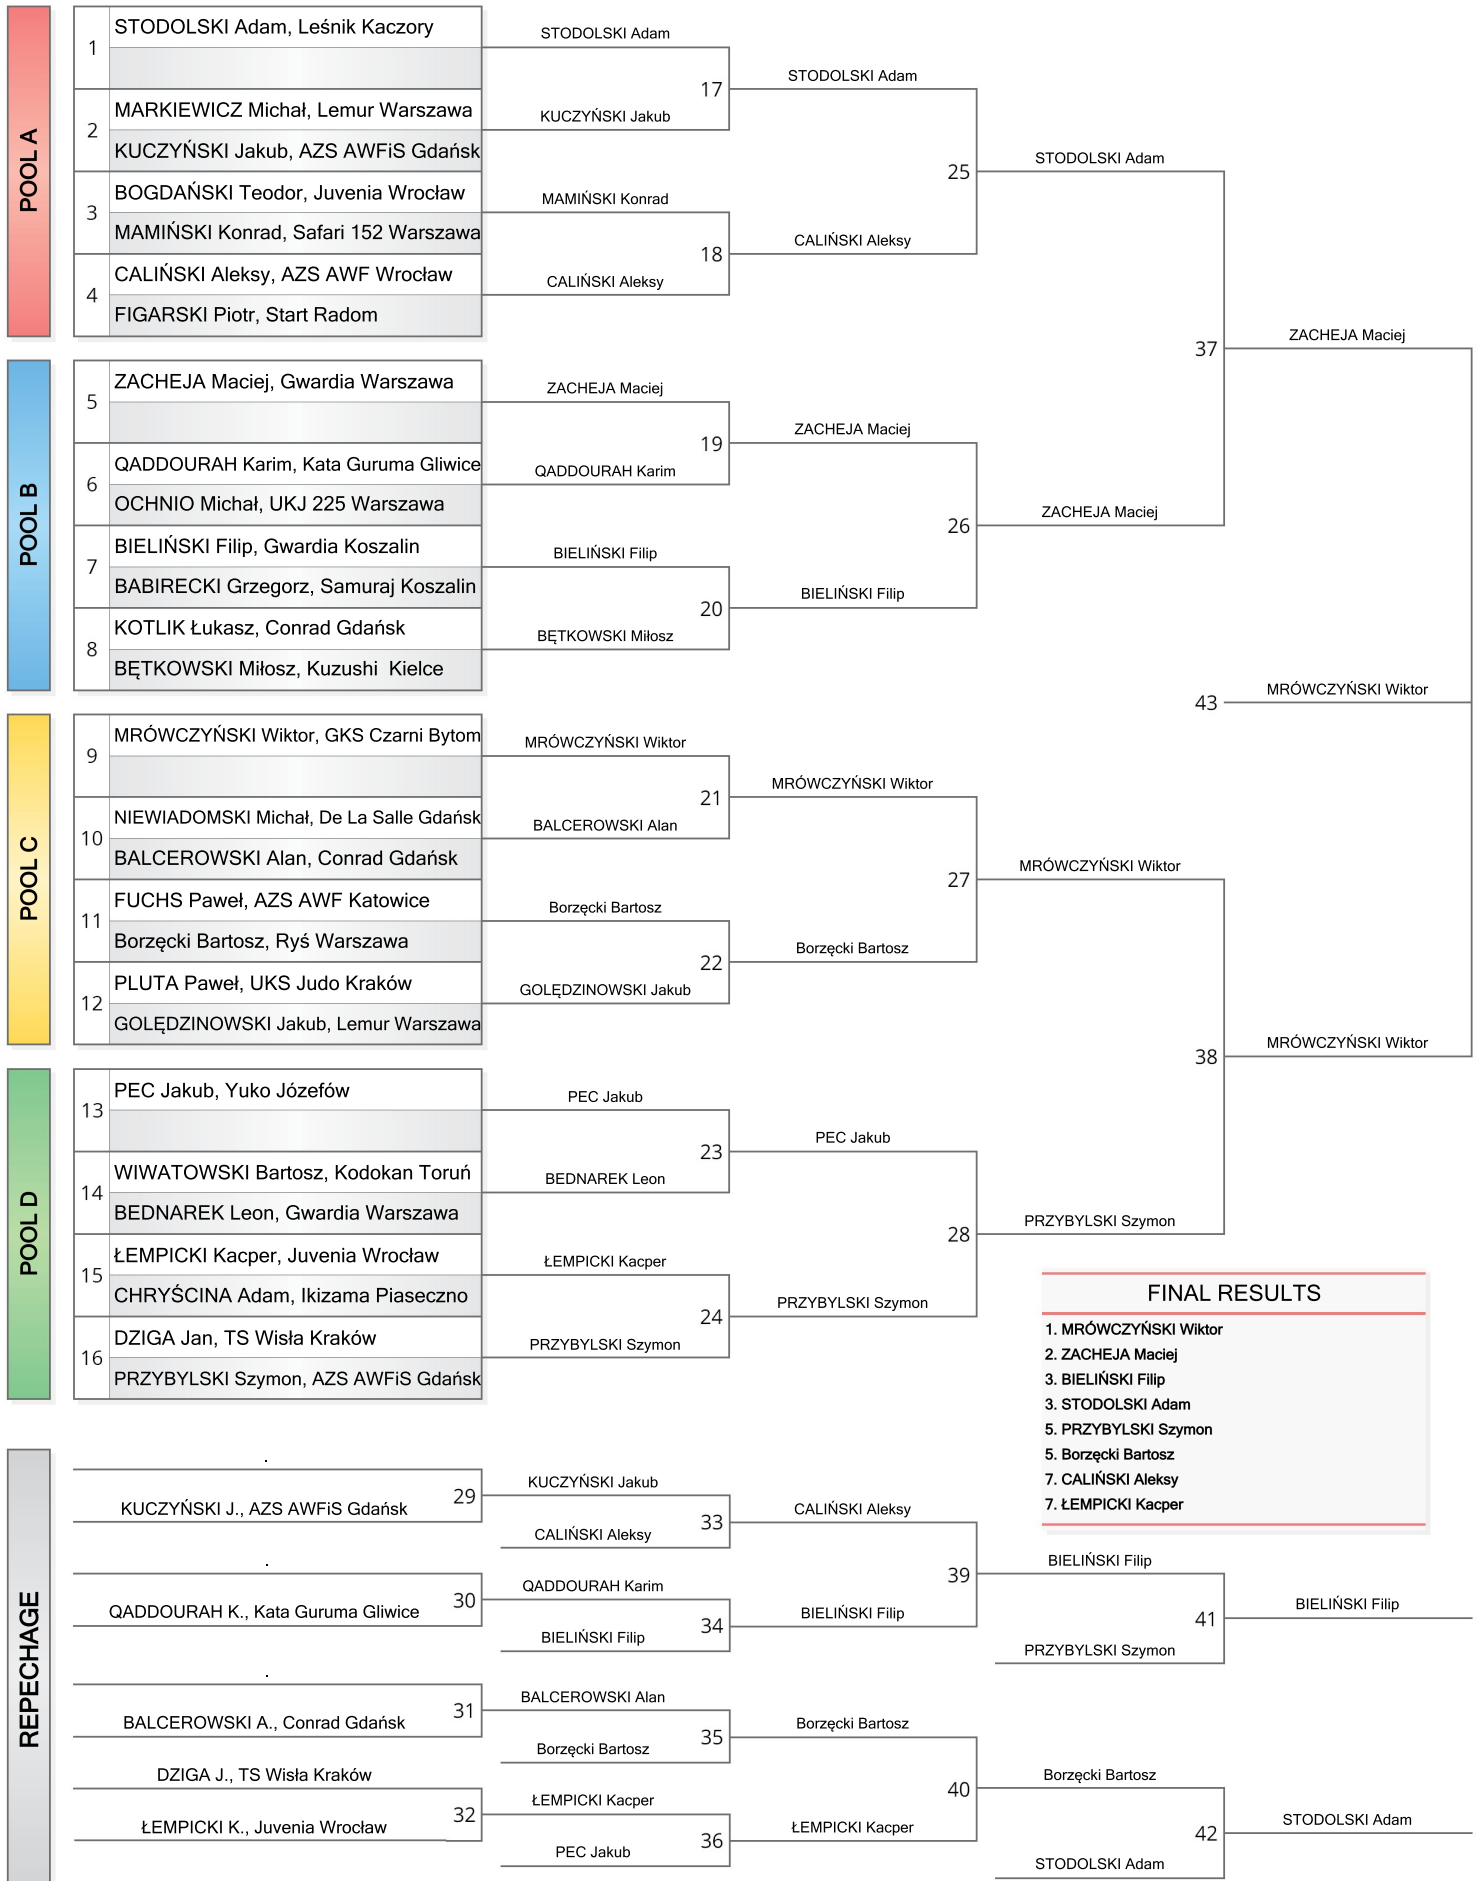 POOL A
1
STODOLSKI Adam, Leśnik Kaczory
2
MARKIEWICZ Michał, Lemur Warszawa
KUCZYŃSKI Jakub, AZS AWFiS Gdańsk
3
BOGDAŃSKI Teodor, Juvenia Wrocław
MAMIŃSKI Konrad, Safari 152 Warszawa
4
CALIŃSKI Aleksy, AZS AWF Wrocław
FIGARSKI Piotr, Start Radom
STODOLSKI Adam
17
KUCZYŃSKI Jakub
MAMIŃSKI Konrad
18
CALIŃSKI Aleksy
STODOLSKI Adam
25
CALIŃSKI Aleksy
STODOLSKI Adam
POOL B
5
ZACHEJA Maciej, Gwardia Warszawa
6
QADDOURAH Karim, Kata Guruma Gliwice
OCHNIO Michał, UKJ 225 Warszawa
7
BIELIŃSKI Filip, Gwardia Koszalin
BABIRECKI Grzegorz, Samuraj Koszalin
8
KOTLIK Łukasz, Conrad Gdańsk
BĘTKOWSKI Miłosz, Kuzushi  Kielce
ZACHEJA Maciej
19
QADDOURAH Karim
BIELIŃSKI Filip
20
BĘTKOWSKI Miłosz
ZACHEJA Maciej
26
BIELIŃSKI Filip
ZACHEJA Maciej
37
ZACHEJA Maciej
43
MRÓWCZYŃSKI Wiktor
POOL C
9
MRÓWCZYŃSKI Wiktor, GKS Czarni Bytom
10
NIEWIADOMSKI Michał, De La Salle Gdańsk
BALCEROWSKI Alan, Conrad Gdańsk
11
FUCHS Paweł, AZS AWF Katowice
Borzęcki Bartosz, Ryś Warszawa
12
PLUTA Paweł, UKS Judo Kraków
GOLĘDZINOWSKI Jakub, Lemur Warszawa
MRÓWCZYŃSKI Wiktor
21
BALCEROWSKI Alan
Borzęcki Bartosz
22
GOLĘDZINOWSKI Jakub
MRÓWCZYŃSKI Wiktor
27
Borzęcki Bartosz
MRÓWCZYŃSKI Wiktor
38
MRÓWCZYŃSKI Wiktor
POOL D
13
PEC Jakub, Yuko Józefów
14
WIWATOWSKI Bartosz, Kodokan Toruń
BEDNAREK Leon, Gwardia Warszawa
15
ŁEMPICKI Kacper, Juvenia Wrocław
CHRYŚCINA Adam, Ikizama Piaseczno
16
DZIGA Jan, TS Wisła Kraków
PRZYBYLSKI Szymon, AZS AWFiS Gdańsk
PEC Jakub
23
BEDNAREK Leon
ŁEMPICKI Kacper
24
PRZYBYLSKI Szymon
PEC Jakub
28
PRZYBYLSKI Szymon
PRZYBYLSKI Szymon
FINAL RESULTS
1. MRÓWCZYŃSKI Wiktor
2. ZACHEJA Maciej
3. BIELIŃSKI Filip
3. STODOLSKI Adam
5. PRZYBYLSKI Szymon
5. Borzęcki Bartosz
7. CALIŃSKI Aleksy
7. ŁEMPICKI Kacper
REPECHAGE
.
29
KUCZYŃSKI J., AZS AWFiS Gdańsk
.
30
QADDOURAH K., Kata Guruma Gliwice
.
31
BALCEROWSKI A., Conrad Gdańsk
DZIGA J., TS Wisła Kraków
32
ŁEMPICKI K., Juvenia Wrocław
KUCZYŃSKI Jakub
33
CALIŃSKI Aleksy
QADDOURAH Karim
34
BIELIŃSKI Filip
BALCEROWSKI Alan
35
Borzęcki Bartosz
ŁEMPICKI Kacper
36
PEC Jakub
CALIŃSKI Aleksy
39
BIELIŃSKI Filip
Borzęcki Bartosz
40
ŁEMPICKI Kacper
BIELIŃSKI Filip
41
PRZYBYLSKI Szymon
Borzęcki Bartosz
42
STODOLSKI Adam
BIELIŃSKI Filip
STODOLSKI Adam